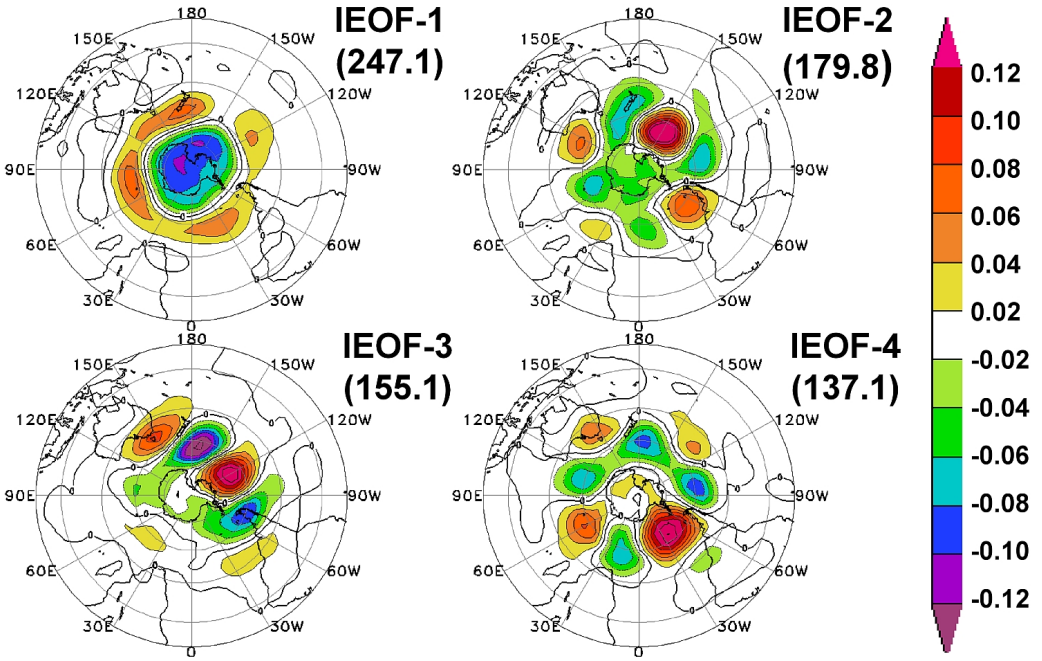 180
150E
150W
120E
120W
90E
90W
60E
60W
30E
30W
0
IEOF-1
(247.1)
180
150E
150W
120E
120W
90E
90W
60E
60W
30E
30W
0
IEOF-2
(179.8)
180
150E
150W
120E
120W
90E
90W
60E
60W
30E
30W
0
IEOF-3
(155.1)
180
150E
150W
120E
120W
90E
90W
60E
60W
30E
30W
0
IEOF-4
(137.1)
0.12
0.10
0.08
0.06
0.04
0.02
-0.02
-0.04
-0.06
-0.08
-0.10
-0.12